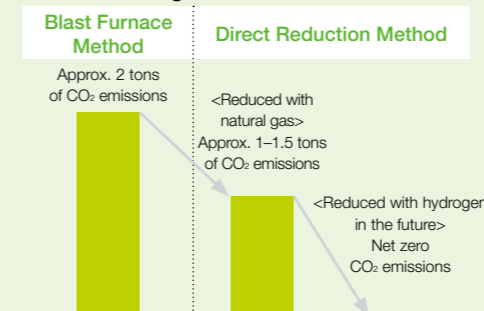 Blast Furnace
Method
Direct Reduction Method
Approx. 2 tons
of CO₂ emissions
<Reduced with
natural gas>
Approx. 1–1.5 tons
of CO₂ emissions
<Reduced with hydrogen
in the future>
Net zero
CO₂ emissions